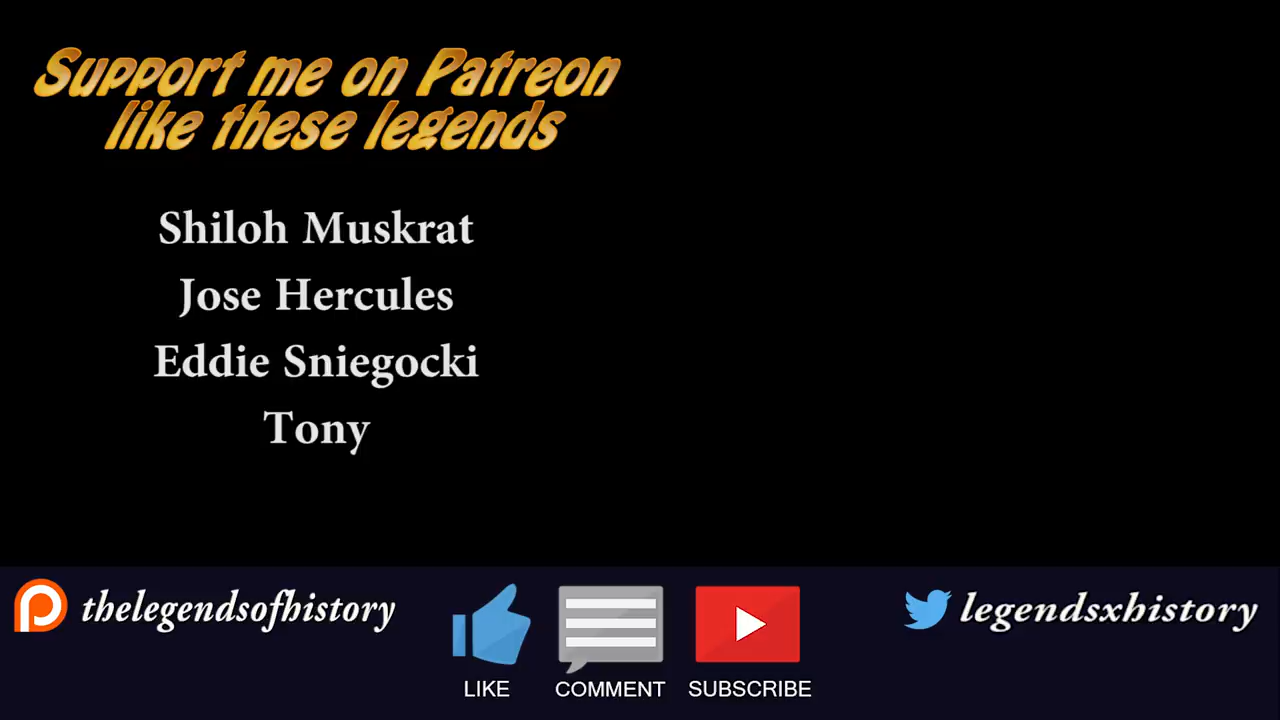 Support me on Patreon
like these legends
Shiloh Muskrat
Jose Hercules
Eddie Sniegocki
Tony
thelegendsofhistory
legendsxhistory
LIKE
COMMENT
SUBSCRIBE